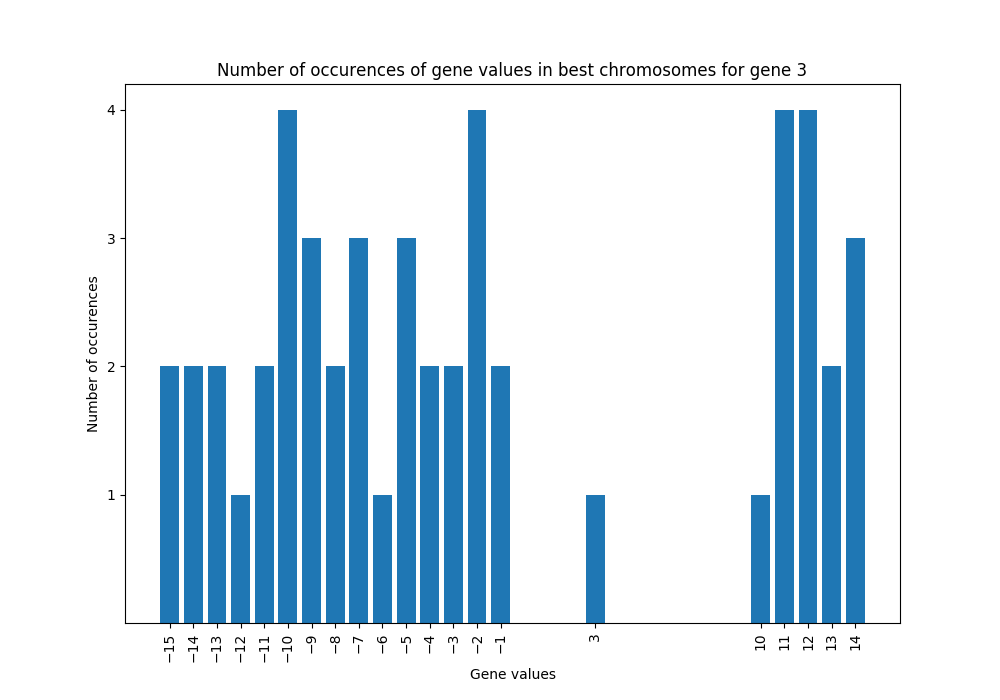 Number of occurences of gene values in best chromosomes for gene 3
4
3
2
1
Number of occurences
−15 −14 −13 −12 −11 −10 −9 −8 −7 −6 −5 −4 −3 −2 −1 3 10 11 12 13 14
Gene values